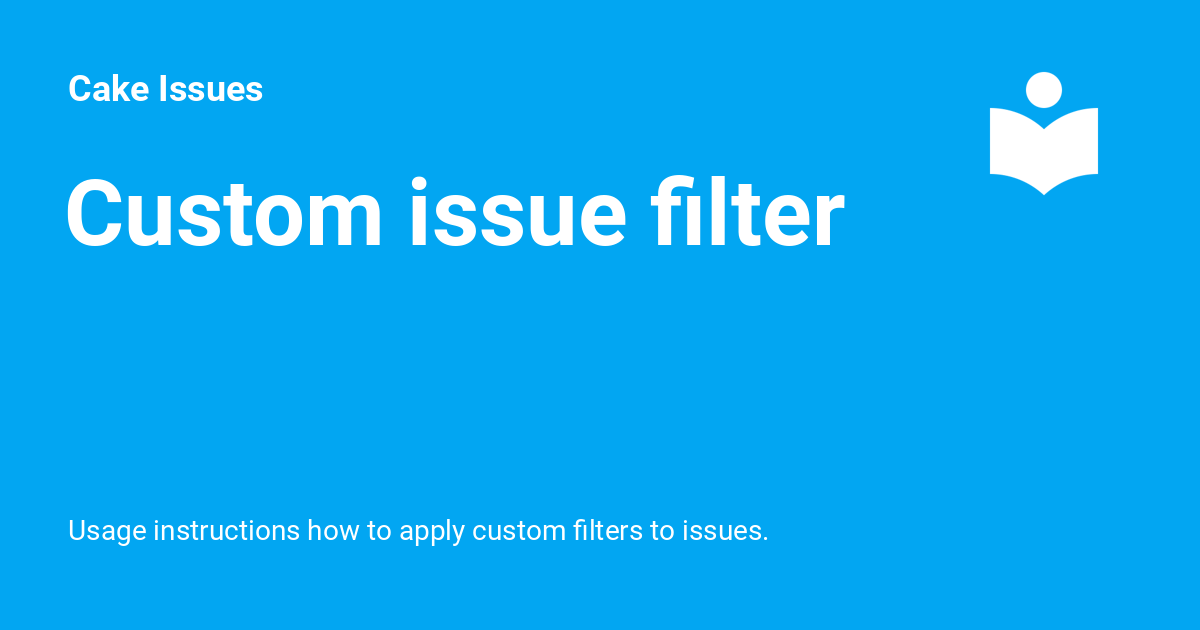 Cake Issues
Custom issue filter
Usage instructions how to apply custom filters to issues.